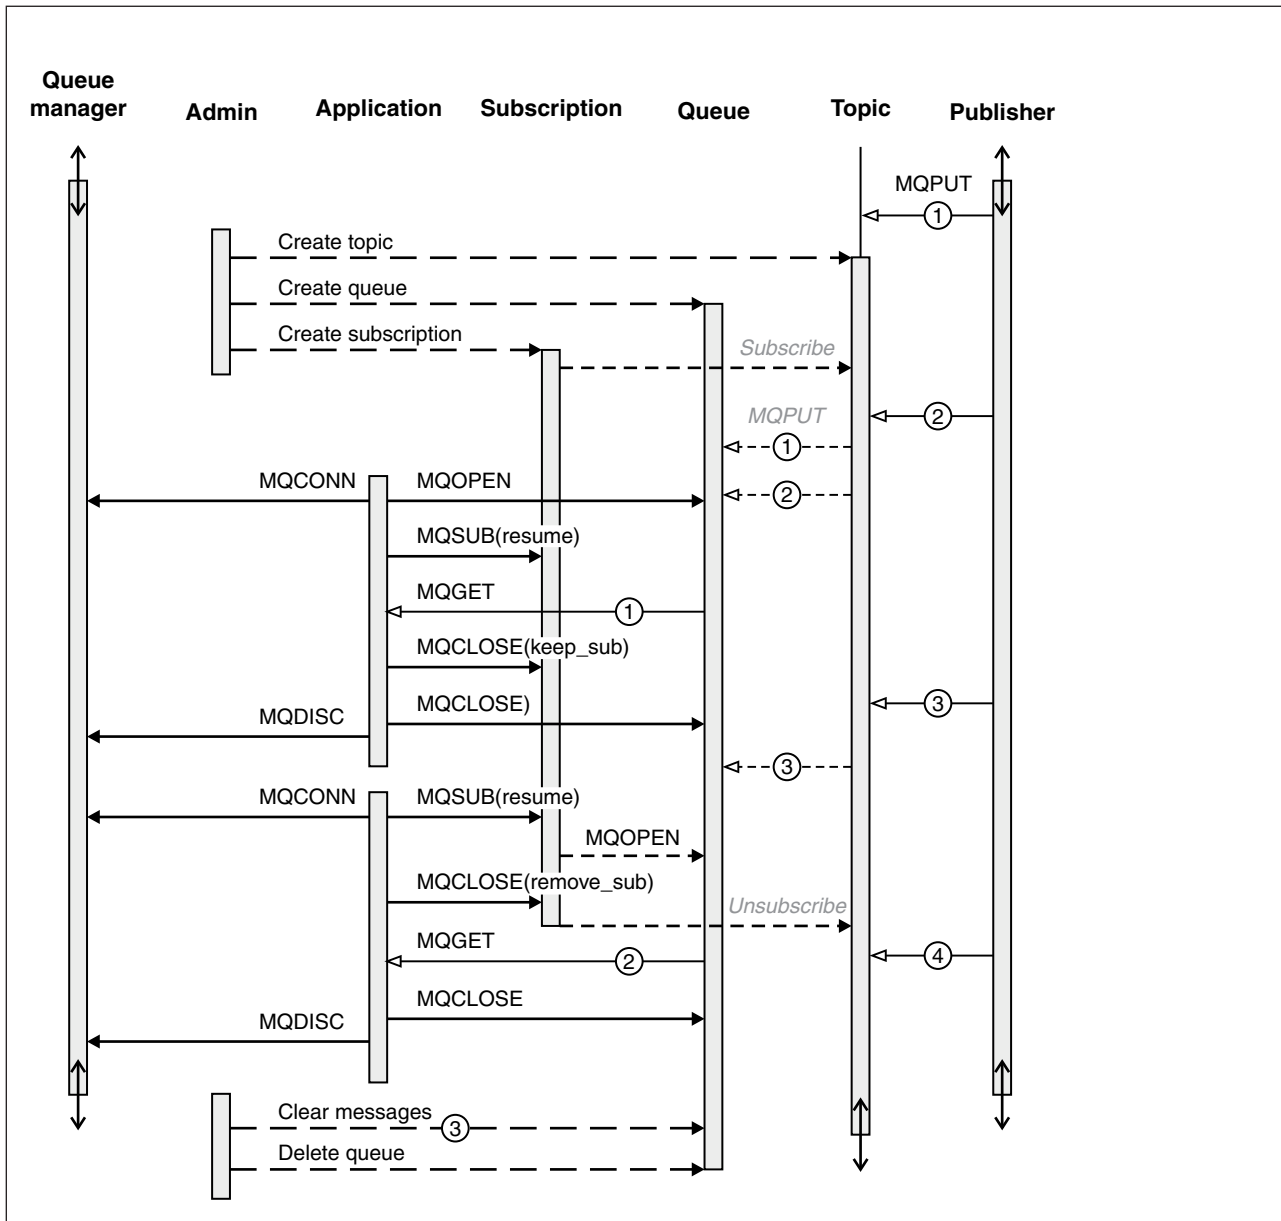 Queue
manager
Admin
Application
Subscription
Queue
Topic
Publisher
MQPUT
1
Create topic
Create queue
Create subscription
Subscribe
MQPUT
2
1
MQCONN
MQOPEN
2
MQSUB(resume)
MQGET
1
MQCLOSE(keep_sub)
3
MQDISC
MQCLOSE)
3
MQCONN
MQSUB(resume)
MQOPEN
MQCLOSE(remove_sub)
Unsubscribe
MQGET
2
4
MQCLOSE
MQDISC
Clear messages
3
Delete queue